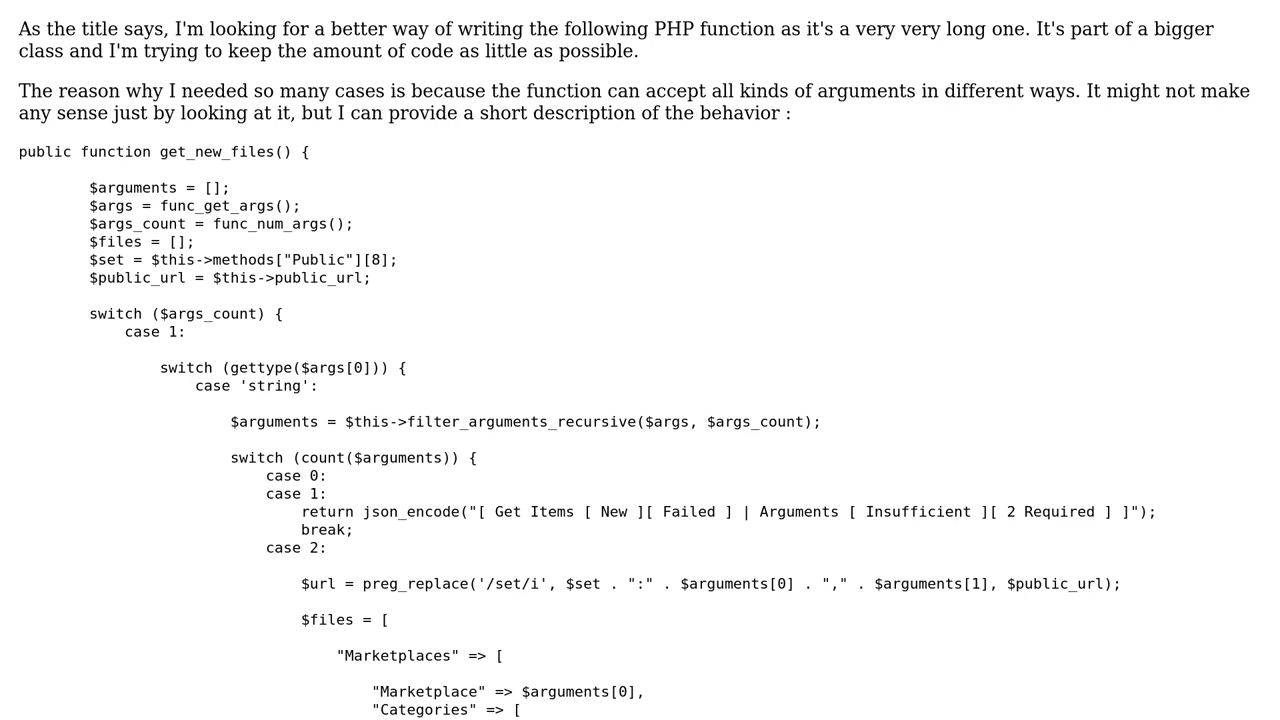 As the title says, I'm looking for a better way of writing the following PHP function as it's a very very long one. It's part of a bigger
class and I'm trying to keep the amount of code as little as possible.
The reason why I needed so many cases is because the function can accept all kinds of arguments in different ways. It might not make
any sense just by looking at it, but I can provide a short description of the behavior :
public function get_new_files() {
        $arguments = [];
        $args = func_get_args();
        $args_count = func_num_args();
        $files = [];
        $set = $this->methods["Public"][8];
        $public_url = $this->public_url;
        switch ($args_count) {
            case 1:
                switch (gettype($args[0])) {
                    case 'string':
                        $arguments = $this->filter_arguments_recursive($args, $args_count);
                        switch (count($arguments)) {
                            case 0:
                            case 1:
                                return json_encode("[ Get Items [ New ][ Failed ] | Arguments [ Insufficient ][ 2 Required ] ]");
                                break;
                            case 2:
                                $url = preg_replace('/set/i', $set . ":" . $arguments[0] . "," . $arguments[1], $public_url);
                                $files = [
                                    "Marketplaces" => [
                                        "Marketplace" => $arguments[0],
                                        "Categories" => [